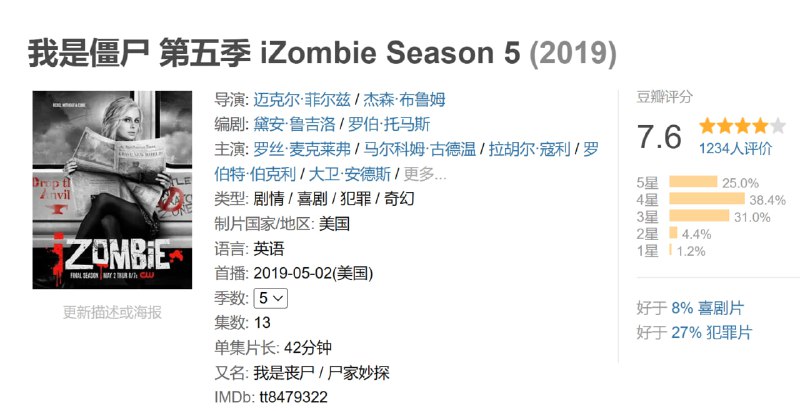 我是僵尸 第五季 iZombie Season 5 (2019)
导演: 迈克尔·菲尔兹 / 杰森·布鲁姆
编剧: 黛安·鲁吉洛 / 罗伯·托马斯
主演: 罗丝·麦克莱弗 / 马尔科姆·古德温 / 拉胡尔·寇利 / 罗
伯特·伯克利 / 大卫·安德斯 / 更多...
类型: 剧情 / 喜剧 / 犯罪 / 奇幻
制片国家/地区: 美国
语言: 英语
首播: 2019-05-02(美国)
季数: 5
集数: 13
单集片长: 42分钟
又名: 我是丧尸 / 尸家妙探
IMDb: tt8479322
Drop th
Anvil
iZOMBiE
FINAL SEASON MAY 2 THUR 8/7c CW
更新描述或海报
豆瓣评分
7.6
1234人评价
5星 25.0%
4星 38.4%
3星 31.0%
2星 4.4%
1星 1.2%
好于 8% 喜剧片
好于 27% 犯罪片